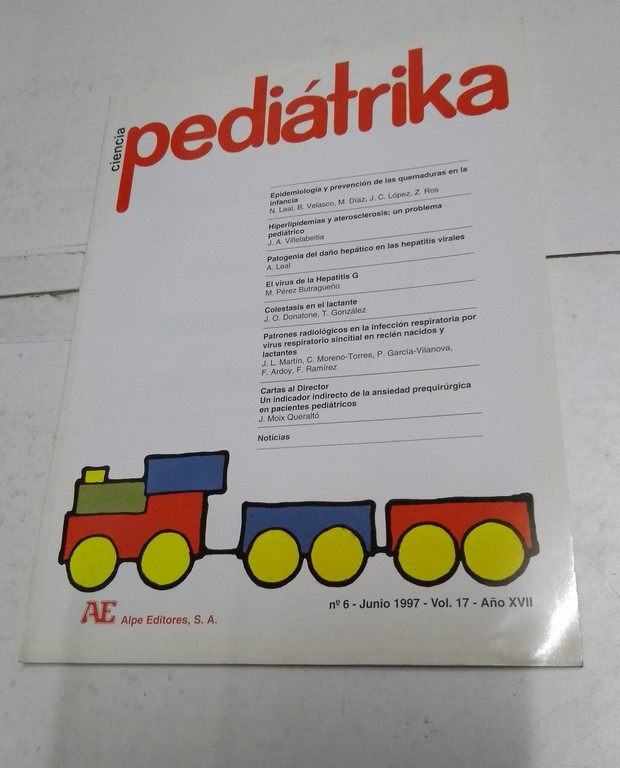 ciencia
pediátrika
Epidemiología y prevención de las quemaduras en la
infancia
N. Leal, B. Velasco, M. Díaz, J. C. López, Z. Ros
Hiperlipidemias y aterosclerosis; un problema
pediátrico
J. A. Villelabeitia
Patogenia del daño hepático en las hepatitis virales
A. Leal
El virus de la Hepatitis G
M. Pérez Butragueño
Colestasis en el lactante
J. O. Donatone, T. González
Patrones radiológicos en la infección respiratoria por
virus respiratorio sincitial en recién nacidos y
lactantes
J. L. Martín, C. Moreno-Torres, P. García-Vilanova,
F. Ardoy, F. Ramírez
Cartas al Director
Un indicador indirecto de la ansiedad prequirúrgica
en pacientes pediátricos
J. Moix Queraltó
Noticias
AE Alpe Editores, S. A.
nº 6 - Junio 1997 - Vol. 17 - Año XVII